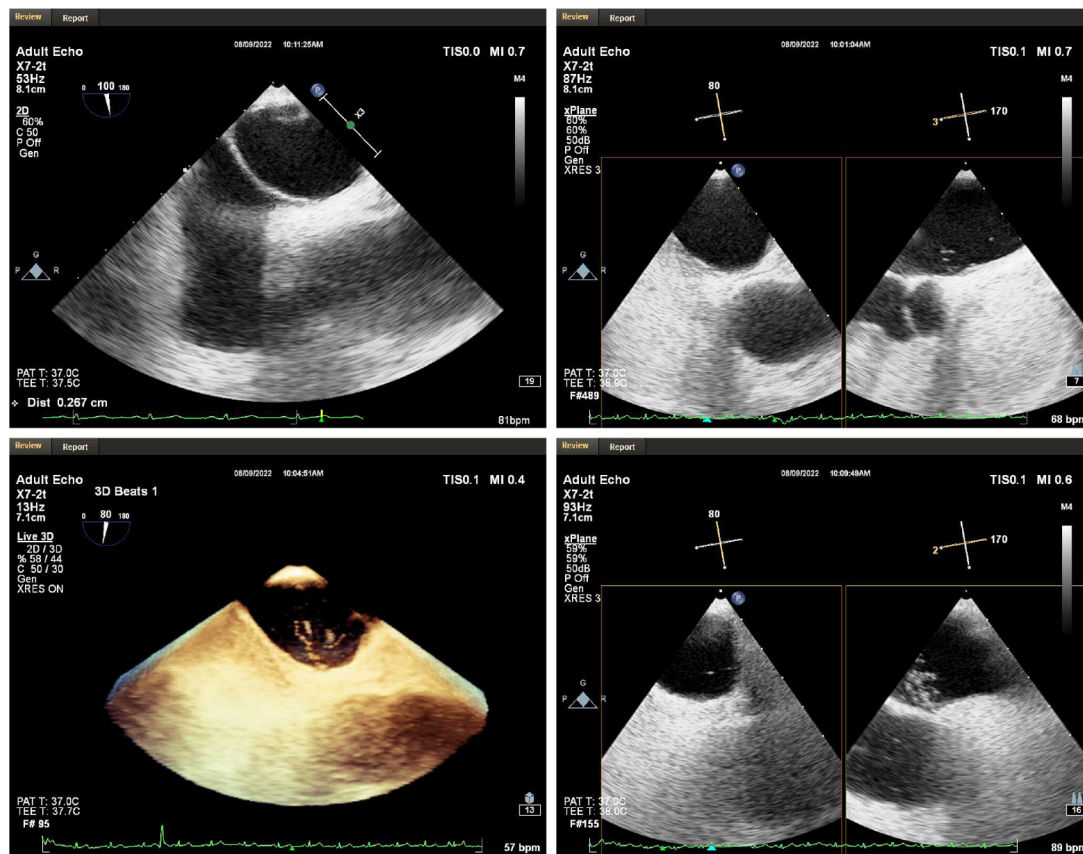 Review Report
08/09/2022 10:11:25AM
TIS0.0 MI 0.7
Adult Echo
X7-2t
53Hz
8.1cm
0 100 180
2D
60%
C 50
P Off
Gen
P
X3
M4
G
P R
PAT T: 37.0C
TEE T: 37.5C
19
Dist 0.267 cm
81bpm
Review Report
08/09/2022 10:01:04AM
TIS0.1 MI 0.7
Adult Echo
X7-2t
87Hz
8.1cm
xPlane
60%
60%
50dB
P Off
Gen
XRES 3
80
3 170
M4
P
G
P R
PAT T: 37.0C
TEE T: 38.9C
F#489
7
68 bpm
Review Report
08/09/2022 10:04:51AM
TIS0.1 MI 0.4
Adult Echo
X7-2t
13Hz
7.1cm
3D Beats 1
0 80 180
Live 3D
2D / 3D
% 58 / 44
C 50 / 30
Gen
XRES ON
PAT T: 37.0C
TEE T: 37.7C
F# 95
13
57 bpm
Review Report
08/09/2022 10:09:49AM
TIS0.1 MI 0.6
Adult Echo
X7-2t
93Hz
7.1cm
xPlane
59%
59%
50dB
P Off
Gen
XRES 3
80
2 170
M4
P
G
P R
PAT T: 37.0C
TEE T: 38.0C
F#155
16
89 bpm